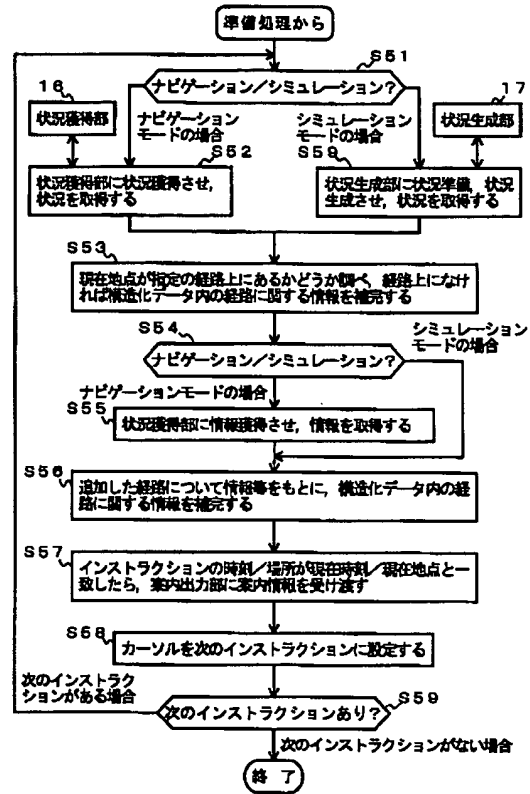 準備処理から
S51
ナビゲーション／シミュレーション？
16
状況獲得部
ナビゲーション
モードの場合
シミュレーション
モードの場合
17
状況生成部
S52
状況獲得部に状況獲得させ，
状況を取得する
S59
状況生成部に状況準備，状況
生成させ，状況を取得する
S53
現在地点が指定の経路上にあるかどうか調べ，経路上になけ
れば構造化データ内の経路に関する情報を補完する
S54
ナビゲーション／シミュレーション？
シミュレーション
モードの場合
ナビゲーションモードの場合
S55
状況獲得部に情報獲得させ，情報を取得する
S56
追加した経路について情報等をもとに，構造化データ内の経
路に関する情報を補完する
S57
インストラクションの時刻／場所が現在時刻／現在地点と一
致したら，案内出力部に案内情報を受け渡す
S58
カーソルを次のインストラクションに設定する
次のインストラク
ションがある場合
S59
次のインストラクションあり？
次のインストラクションがない場合
終 了